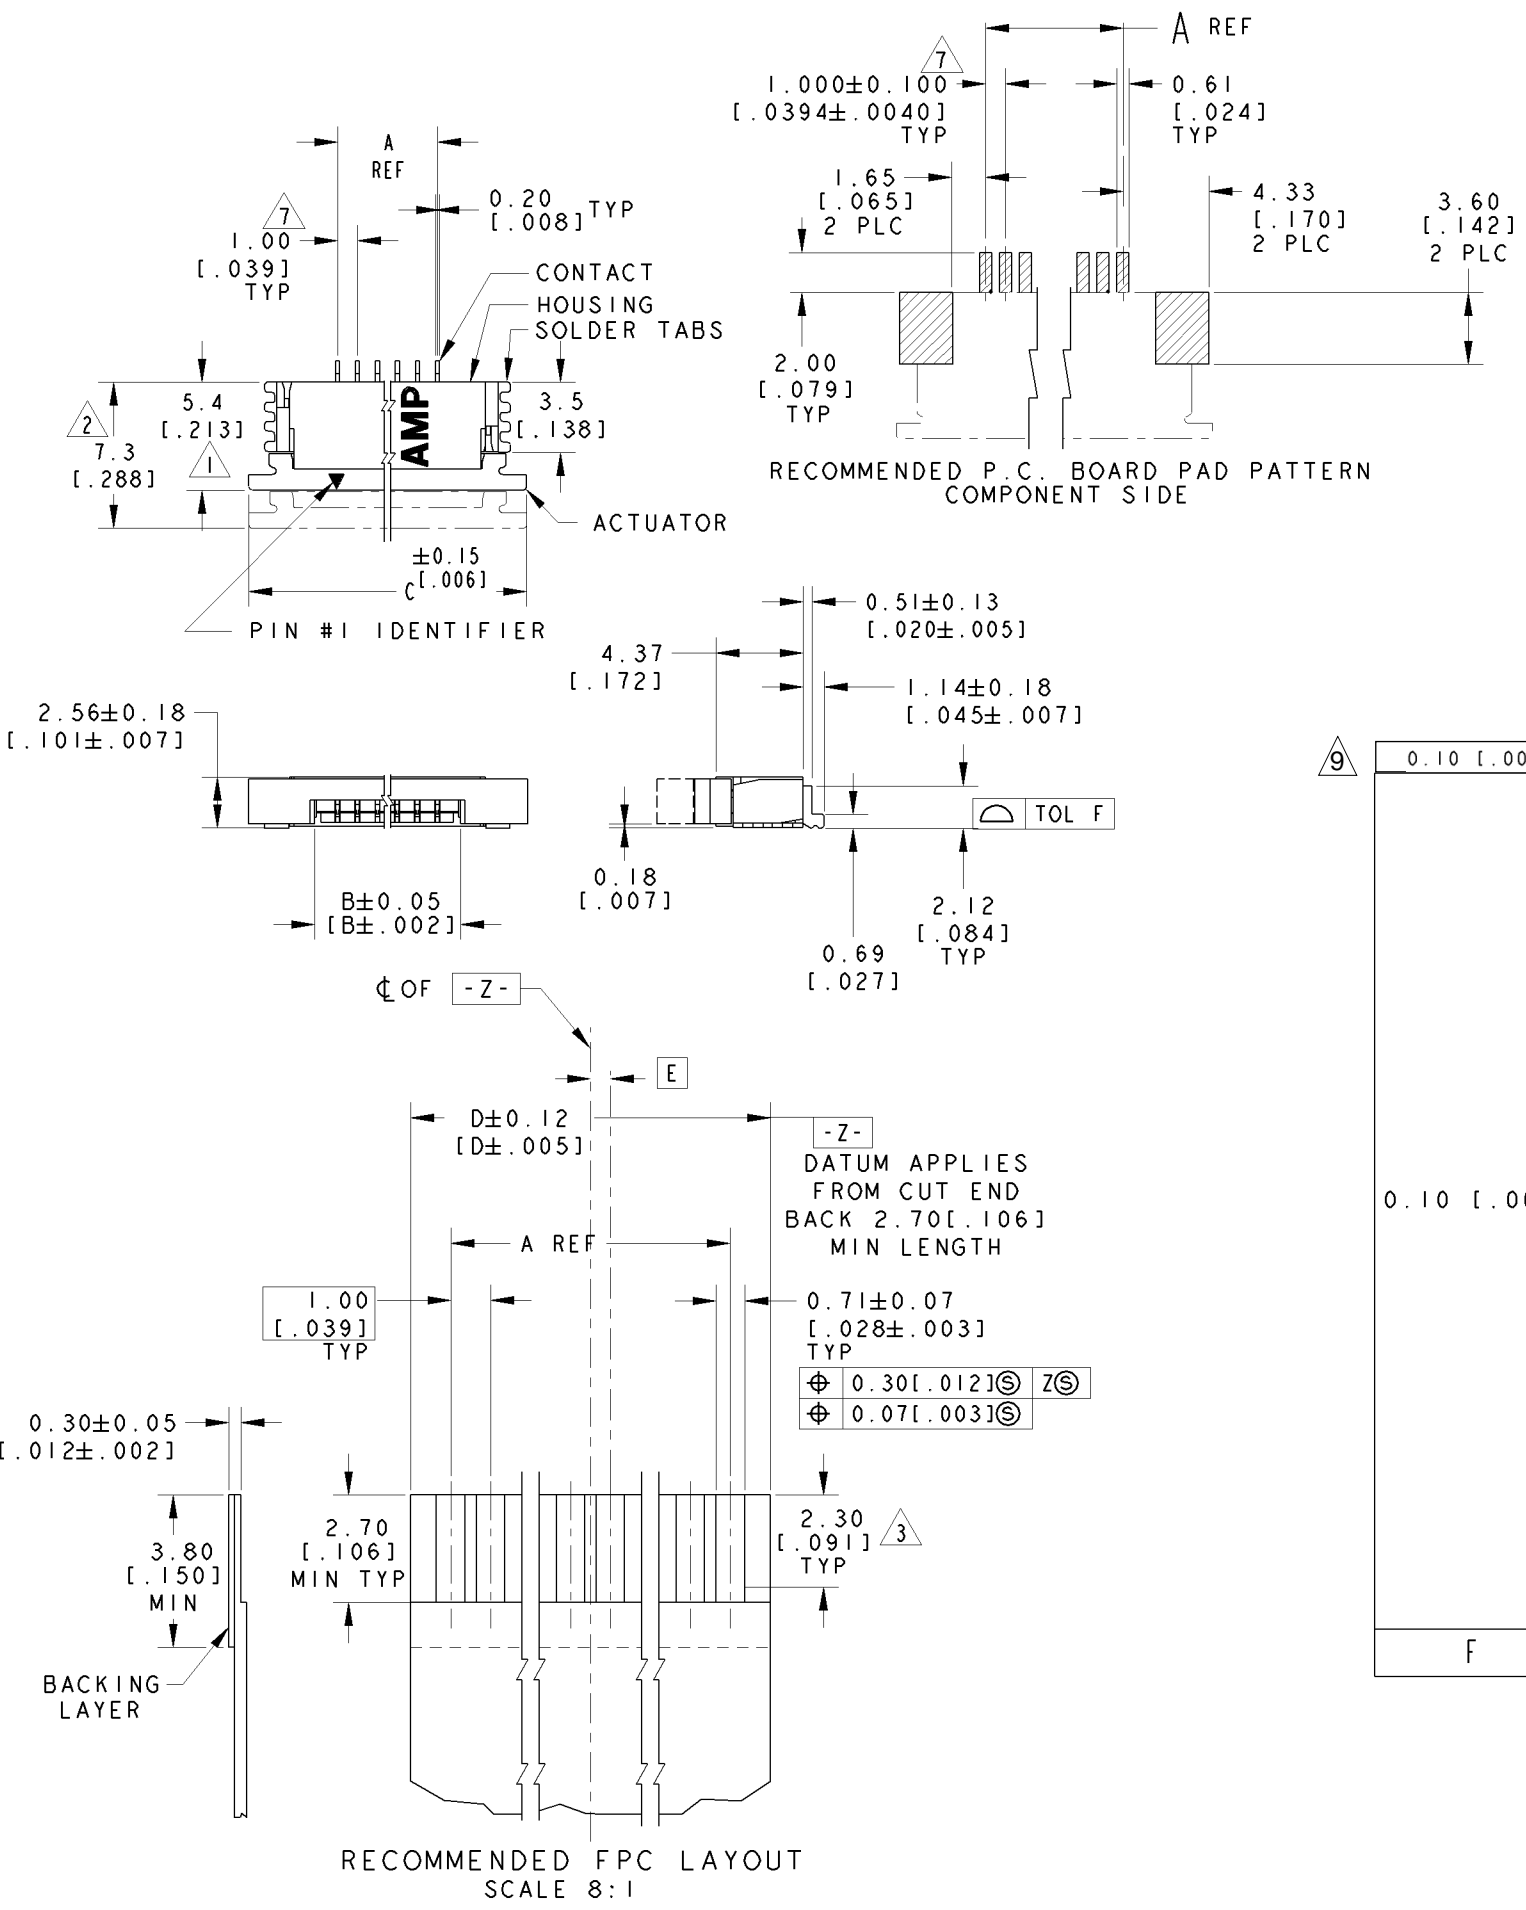 A REF
7
1.000±0.100
[.0394±.0040]
TYP
0.61
[.024]
TYP
1.65
[.065]
2 PLC
4.33
[.170]
2 PLC
3.60
[.142]
2 PLC
2.00
[.079]
TYP
RECOMMENDED P.C. BOARD PAD PATTERN
COMPONENT SIDE
A
REF
0.20
[.008] TYP
7
1.00
[.039]
TYP
CONTACT
HOUSING
SOLDER TABS
5.4
[.213]
3.5
[.138]
2
7.3
[.288]
1
AMP
ACTUATOR
±0.15
C [.006]
PIN #1 IDENTIFIER
0.51±0.13
[.020±.005]
4.37
[.172]
1.14±0.18
[.045±.007]
2.56±0.18
[.101±.007]
TOL F
0.18
[.007]
B±0.05
[B±.002]
2.12
[.084]
TYP
0.69
[.027]
9
0.10 [.00
0.10 [.00
F
℄ OF -Z-
E
D±0.12
[D±.005]
-Z-
DATUM APPLIES
FROM CUT END
BACK 2.70[.106]
MIN LENGTH
A REF
1.00
[.039]
TYP
0.71±0.07
[.028±.003]
TYP
⌖ 0.30[.012]Ⓢ ZⓈ
⌖ 0.07[.003]Ⓢ
0.30±0.05
[.012±.002]
3.80
[.150]
MIN
2.70
[.106]
MIN TYP
2.30
[.091]
TYP
3
BACKING
LAYER
RECOMMENDED FPC LAYOUT
SCALE 8:1